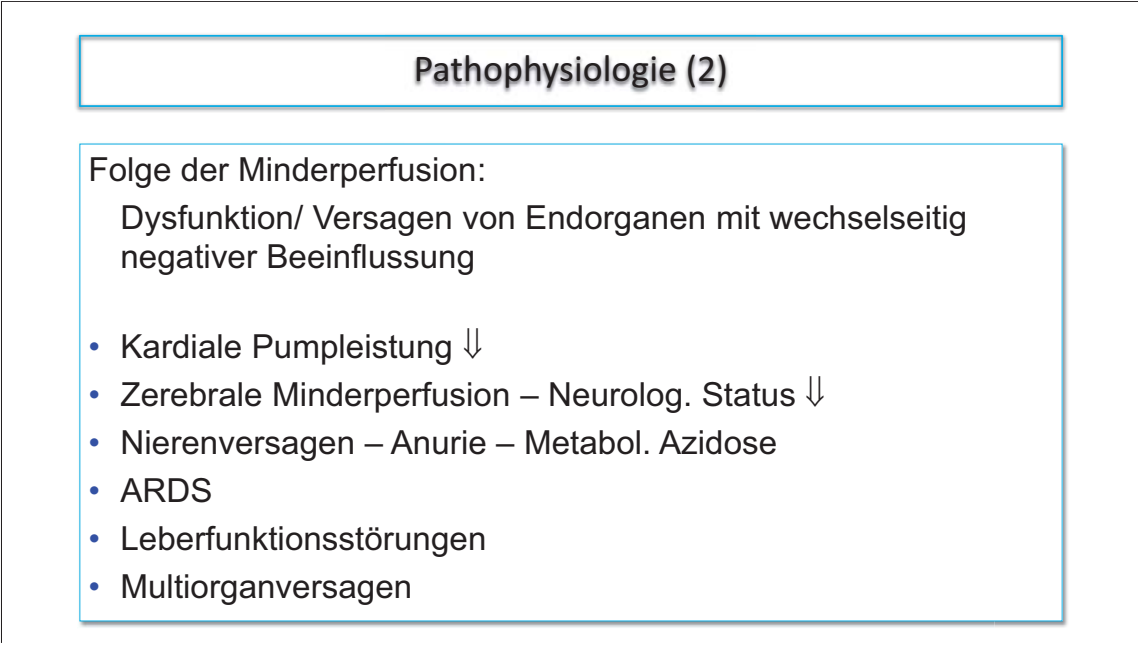 Pathophysiologie (2)
Folge der Minderperfusion:
Dysfunktion/ Versagen von Endorganen mit wechselseitig
negativer Beeinflussung
• Kardiale Pumpleistung ⇓
• Zerebrale Minderperfusion – Neurolog. Status ⇓
• Nierenversagen – Anurie – Metabol. Azidose
• ARDS
• Leberfunktionsstörungen
• Multiorganversagen